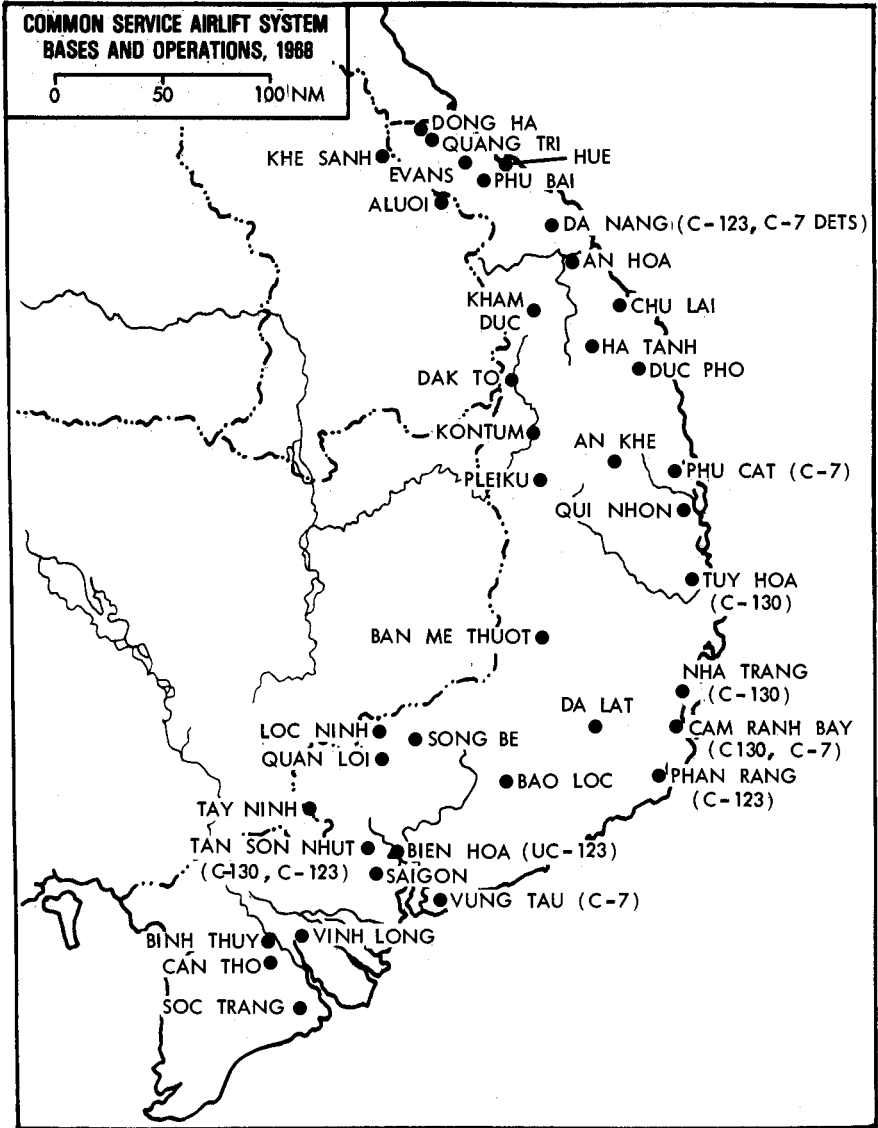 COMMON SERVICE AIRLIFT SYSTEM
BASES AND OPERATIONS, 1968
0 50 100 NM
DONG HA
QUANG TRI
KHE SANH
HUE
EVANS
PHU BAI
ALUOI
DA NANG (C-123, C-7 DETS)
AN HOA
KHAM
DUC
CHU LAI
HA TANH
DUC PHO
DAK TO
KONTUM
AN KHE
PHU CAT (C-7)
PLEIKU
QUI NHON
TUY HOA
(C-130)
BAN ME THUOT
NHA TRANG
(C-130)
DA LAT
LOC NINH
SONG BE
CAM RANH BAY
(C130, C-7)
QUAN LOI
BAO LOC
PHAN RANG
(C-123)
TAY NINH
TAN SON NHUT
(C-130, C-123)
BIEN HOA (UC-123)
SAIGON
VUNG TAU (C-7)
BINH THUY
VINH LONG
CAN THO
SOC TRANG